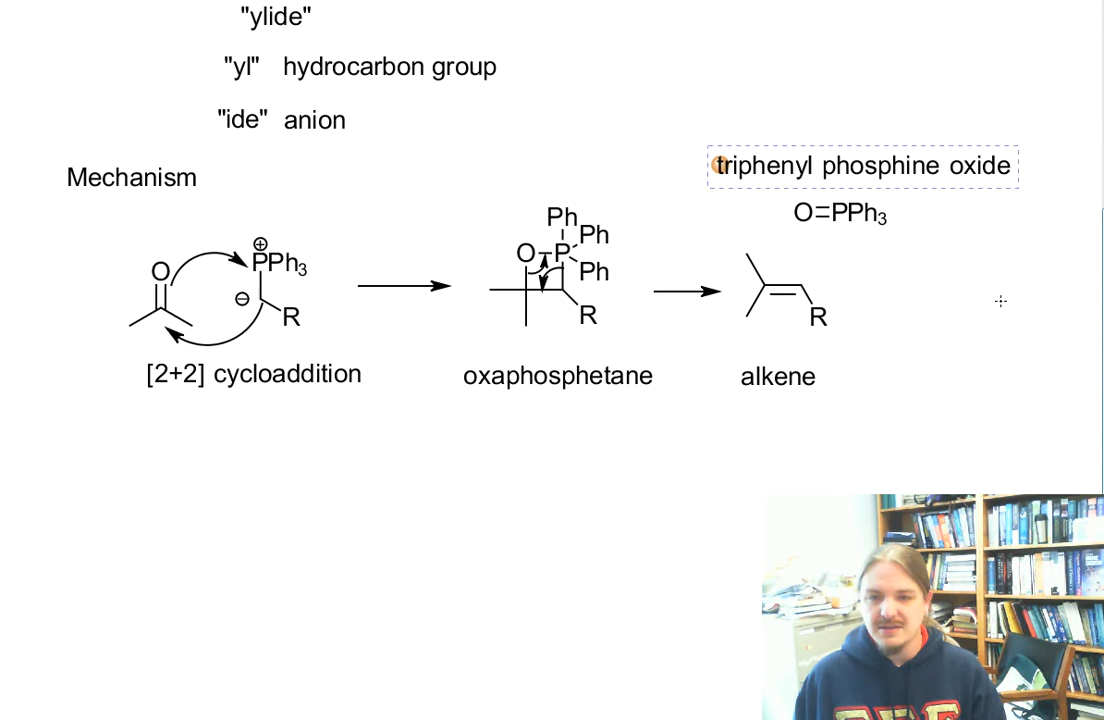 "ylide"
"yl" hydrocarbon group
"ide" anion
Mechanism
triphenyl phosphine oxide
O=PPh₃
O
⊕
PPh₃
⊖
R
Ph
O P Ph
Ph
R
R
[2+2] cycloaddition
oxaphosphetane
alkene